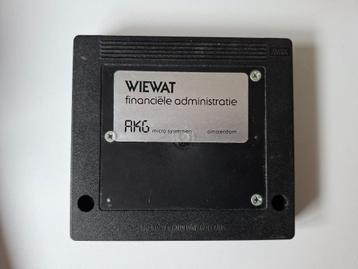 WIEWAT
financiële administratie
AKG micro systemen amsterdam